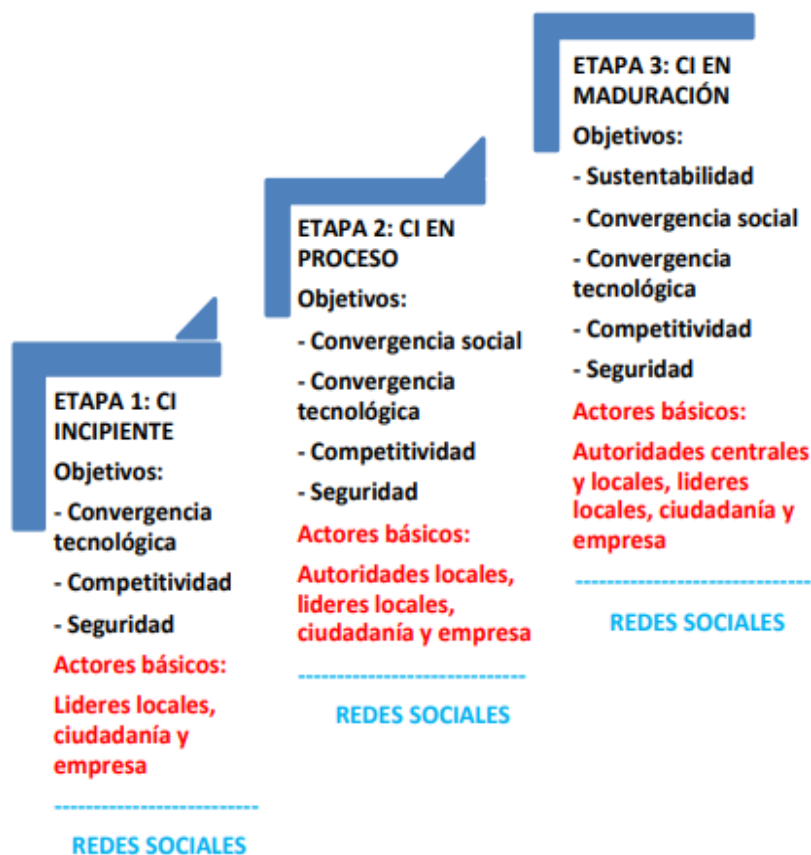 ETAPA 1: CI
INCIPIENTE
Objetivos:
- Convergencia
tecnológica
- Competitividad
- Seguridad
Actores básicos:
Lideres locales,
ciudadanía y
empresa
REDES SOCIALES
ETAPA 2: CI EN
PROCESO
Objetivos:
- Convergencia social
- Convergencia
tecnológica
- Competitividad
- Seguridad
Actores básicos:
Autoridades locales,
lideres locales,
ciudadanía y empresa
REDES SOCIALES
ETAPA 3: CI EN
MADURACIÓN
Objetivos:
- Sustentabilidad
- Convergencia social
- Convergencia
tecnológica
- Competitividad
- Seguridad
Actores básicos:
Autoridades centrales
y locales, lideres
locales, ciudadanía y
empresa
REDES SOCIALES